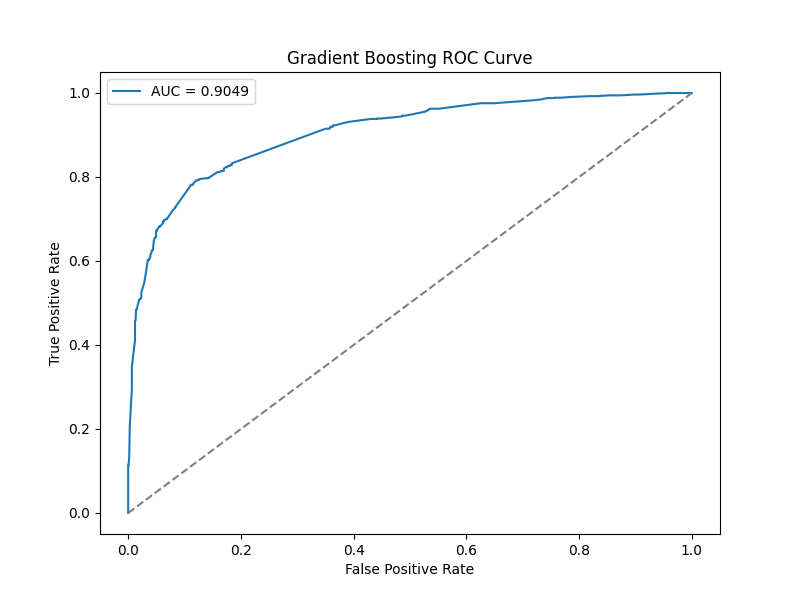 Gradient Boosting ROC Curve
AUC = 0.9049
True Positive Rate
1.0
0.8
0.6
0.4
0.2
0.0
0.0 0.2 0.4 0.6 0.8 1.0
False Positive Rate